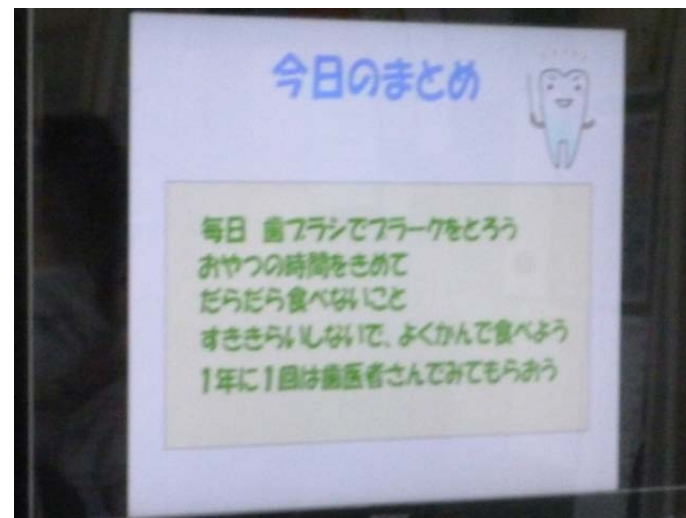 今日のまとめ
毎日 歯ブラシでプラークをとろう
おやつの時間をきめて
だらだら食べないこと
すききらいしないで、よくかんで食べよう
1年に1回は歯医者さんでみてもらおう